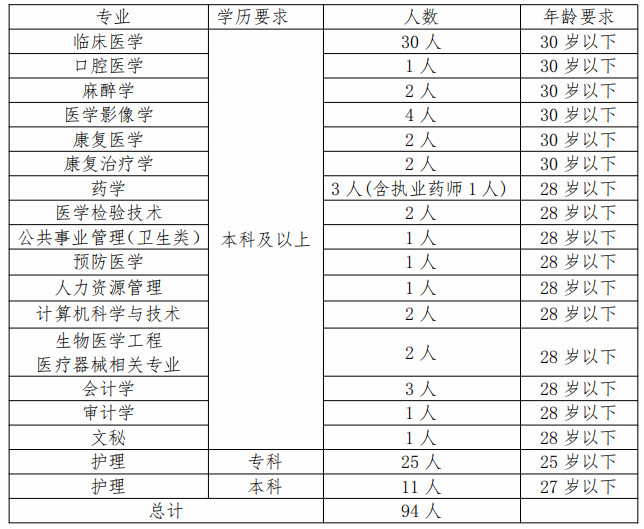 专业 学历要求 人数 年龄要求
临床医学 30人 30岁以下
口腔医学 1人 30岁以下
麻醉学 2人 30岁以下
医学影像学 4人 30岁以下
康复医学 2人 30岁以下
康复治疗学 2人 30岁以下
药学 3人(含执业药师1人) 28岁以下
医学检验技术 2人 28岁以下
公共事业管理(卫生类) 本科及以上 1人 28岁以下
预防医学 1人 28岁以下
人力资源管理 1人 28岁以下
计算机科学与技术 2人 28岁以下
生物医学工程
医疗器械相关专业 2人 28岁以下
会计学 3人 28岁以下
审计学 1人 28岁以下
文秘 1人 28岁以下
护理 专科 25人 25岁以下
护理 本科 11人 27岁以下
总计 94人